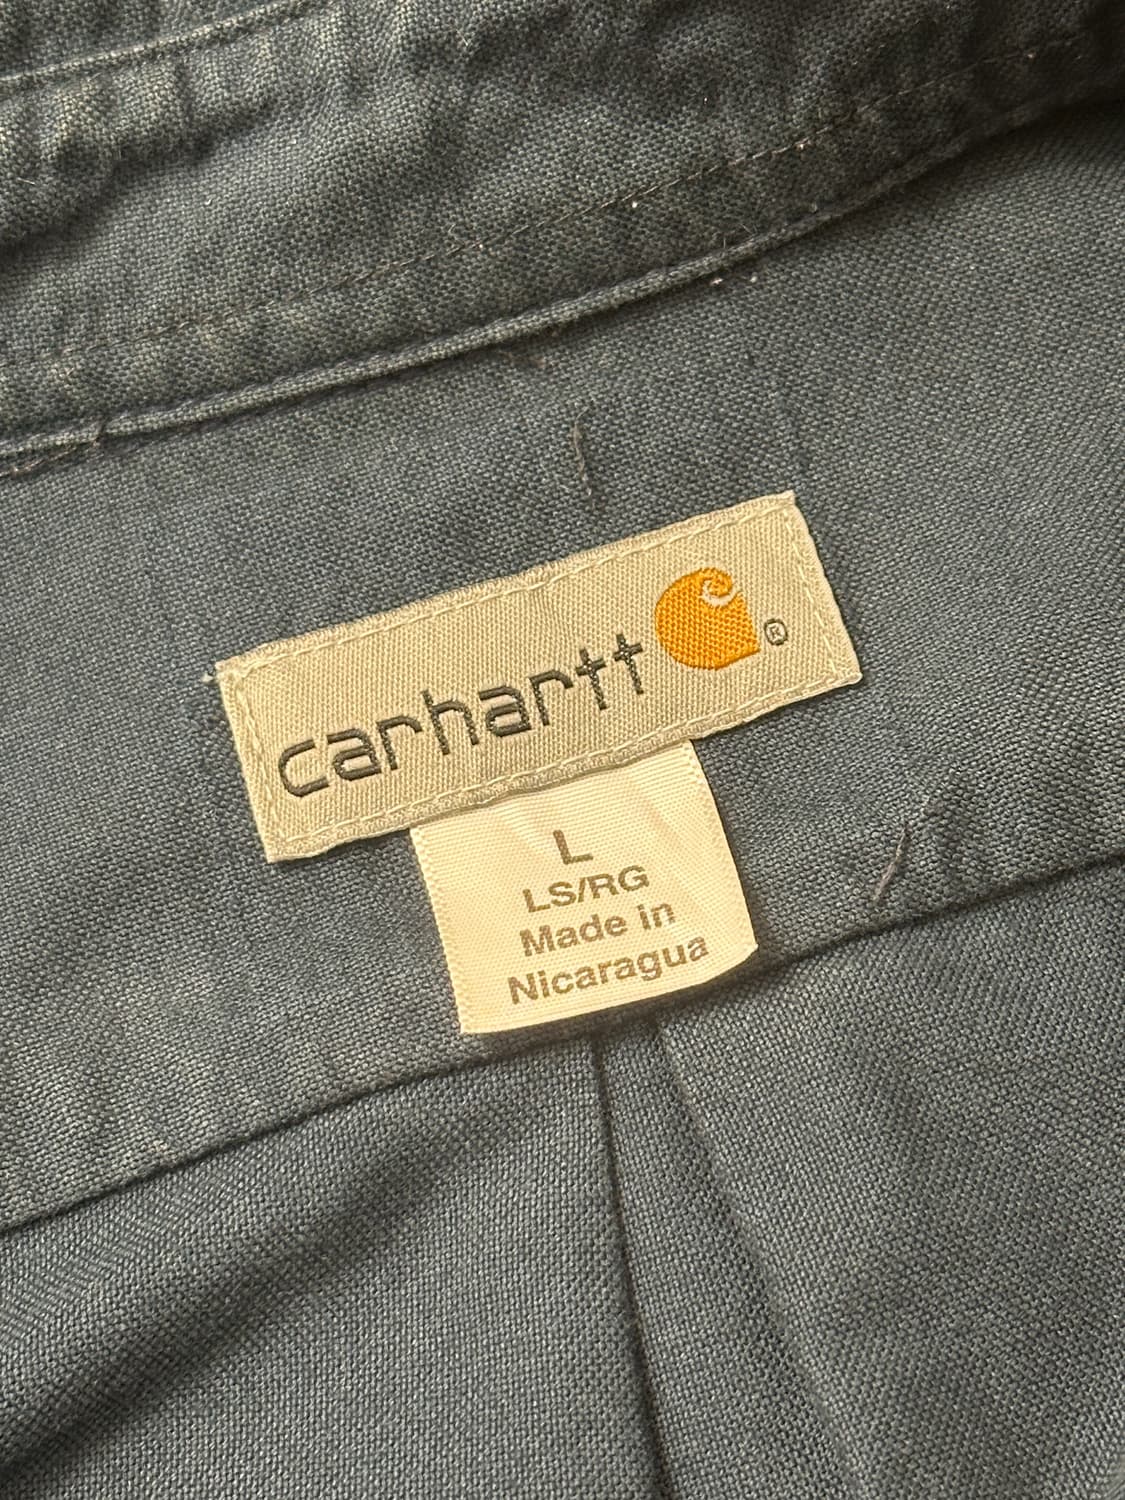 carhartt ®
L
LS/RG
Made in
Nicaragua